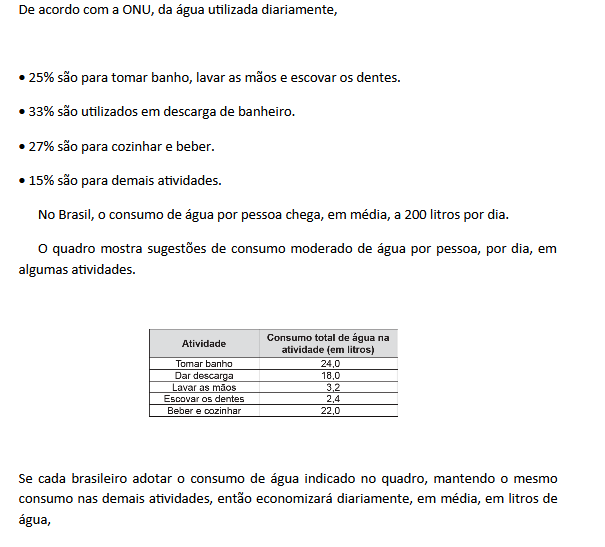 De acordo com a ONU, da água utilizada diariamente,
• 25% são para tomar banho, lavar as mãos e escovar os dentes.
• 33% são utilizados em descarga de banheiro.
• 27% são para cozinhar e beber.
• 15% são para demais atividades.
No Brasil, o consumo de água por pessoa chega, em média, a 200 litros por dia.
O quadro mostra sugestões de consumo moderado de água por pessoa, por dia, em
algumas atividades.
Atividade Consumo total de água na
atividade (em litros)
Tomar banho 24,0
Dar descarga 18,0
Lavar as mãos 3,2
Escovar os dentes 2,4
Beber e cozinhar 22,0
Se cada brasileiro adotar o consumo de água indicado no quadro, mantendo o mesmo
consumo nas demais atividades, então economizará diariamente, em média, em litros de
água,